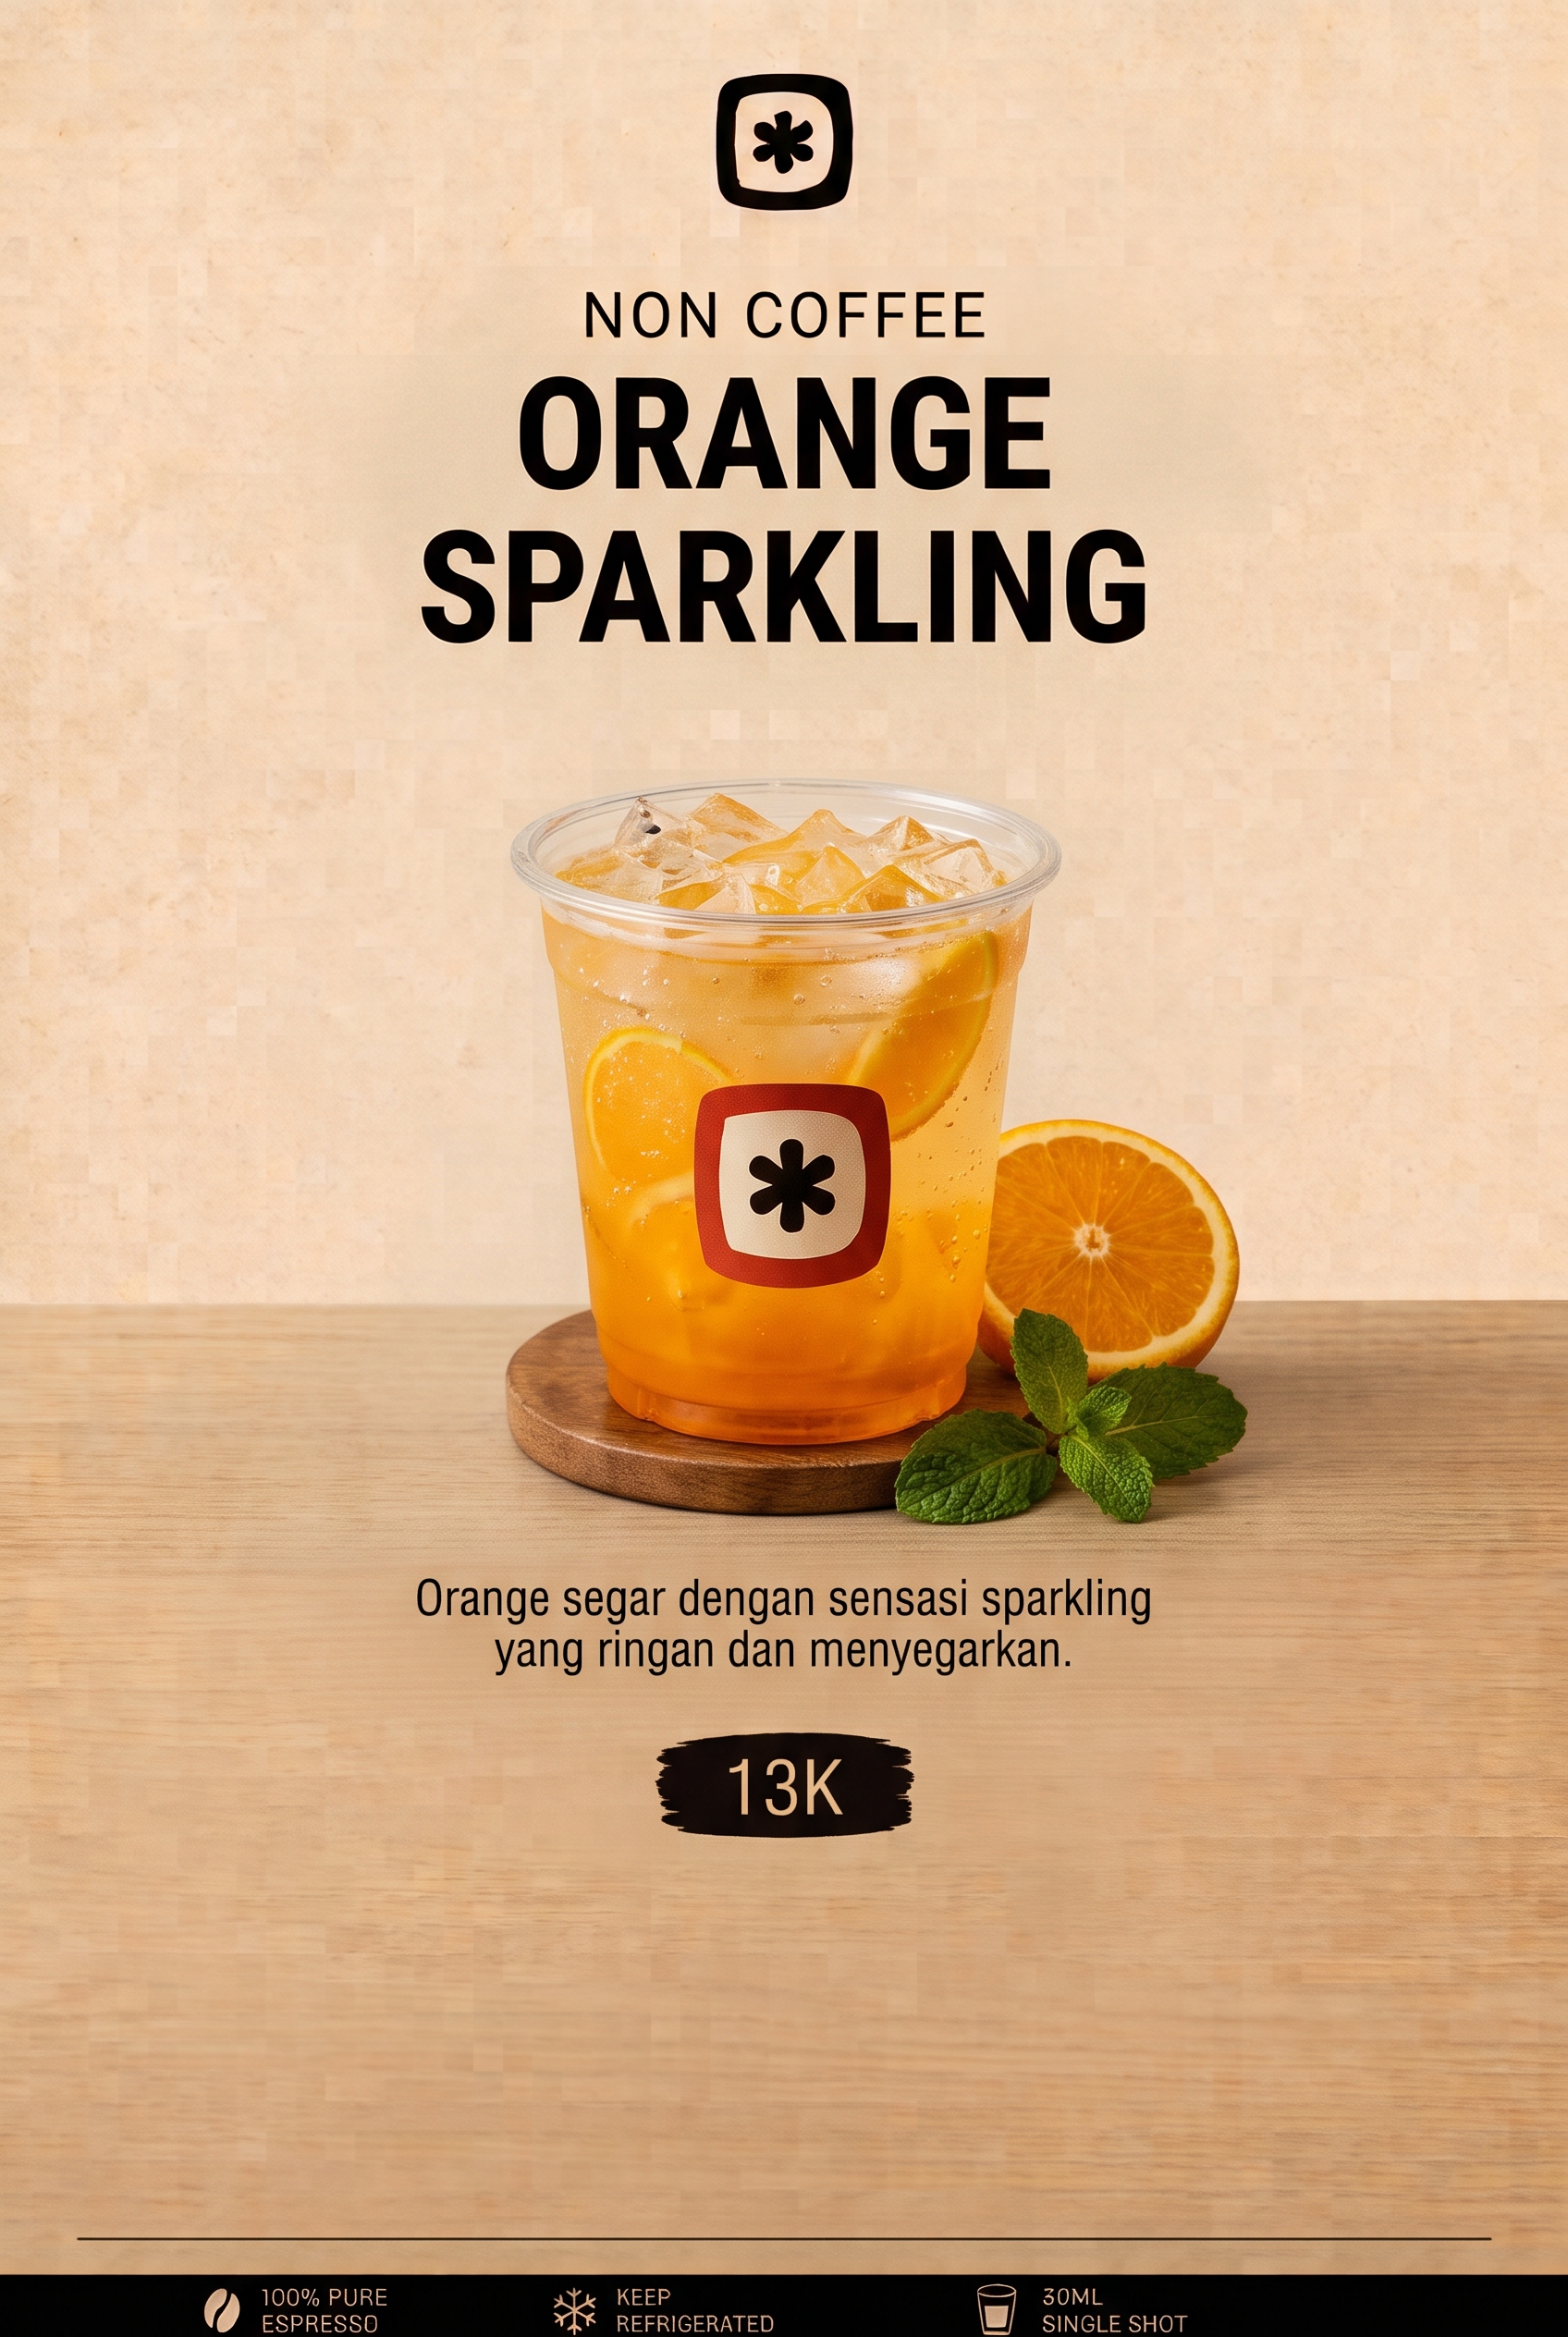 NON COFFEE
ORANGE
SPARKLING
Orange segar dengan sensasi sparkling
yang ringan dan menyegarkan.
13K
100% PURE
ESPRESSO
KEEP
REFRIGERATED
30ML
SINGLE SHOT